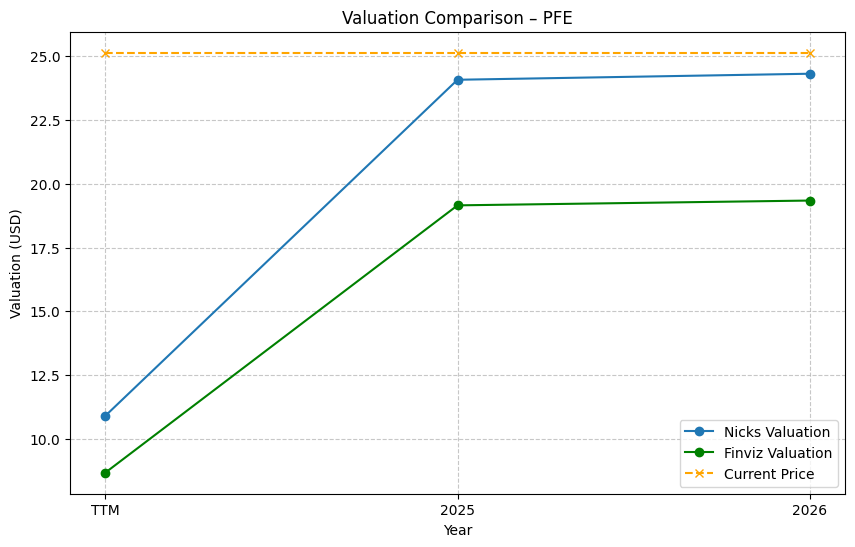 Valuation Comparison – PFE
Valuation (USD)
25.0
22.5
20.0
17.5
15.0
12.5
10.0
TTM
2025
2026
Year
Nicks Valuation
Finviz Valuation
Current Price